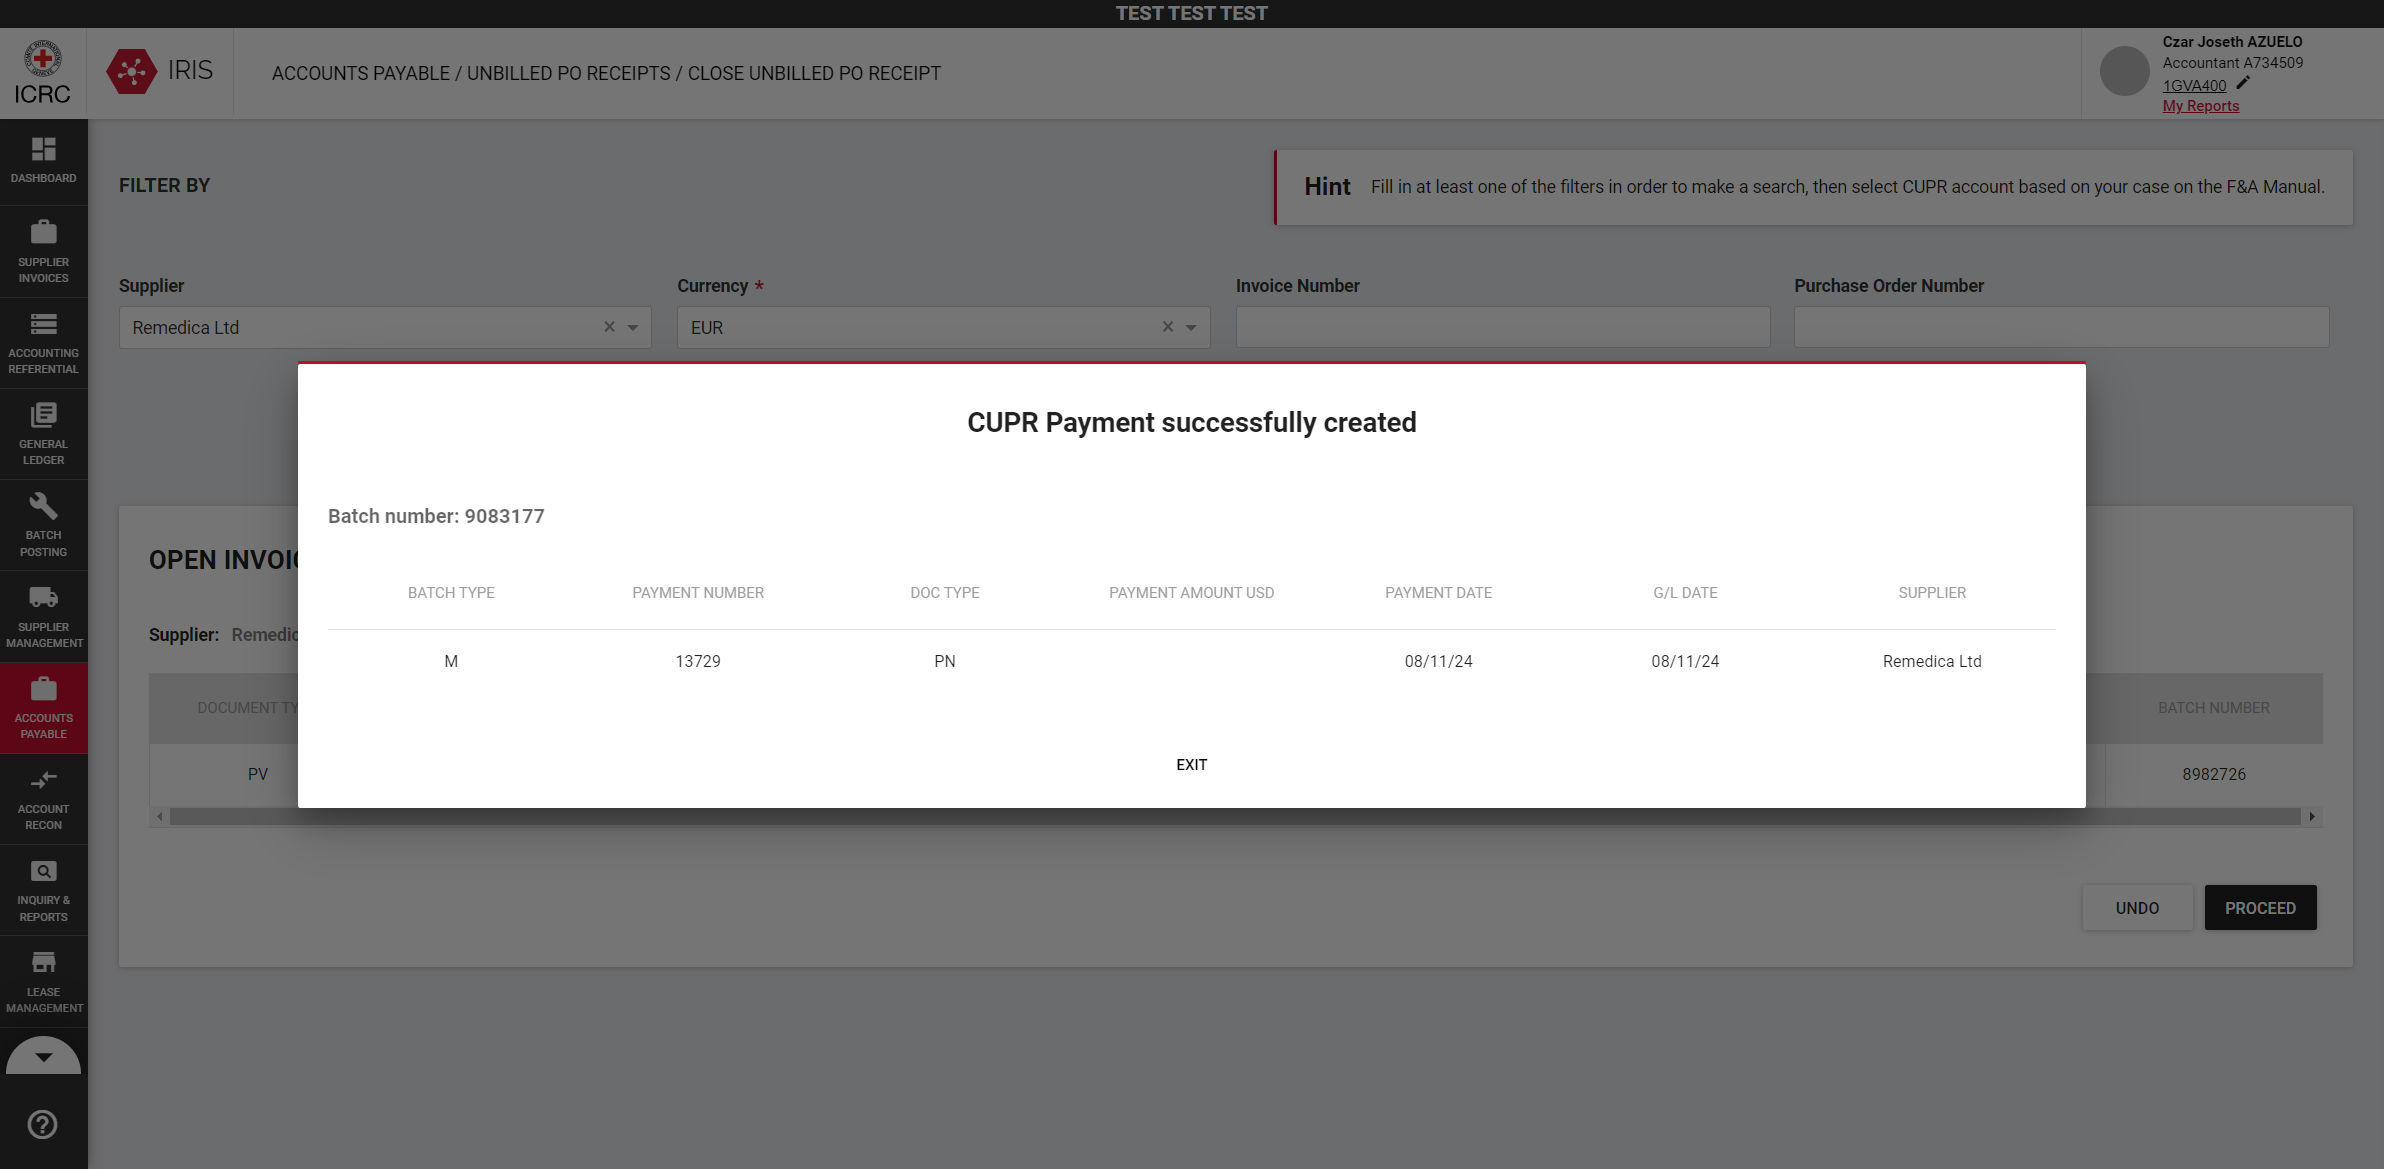 TEST TEST TEST
ICRC
IRIS
ACCOUNTS PAYABLE / UNBILLED PO RECEIPTS / CLOSE UNBILLED PO RECEIPT
Czar Joseth AZUELO
Accountant A734509
1GVA400
My Reports
DASHBOARD
SUPPLIER
INVOICES
ACCOUNTING
REFERENTIAL
GENERAL
LEDGER
BATCH
POSTING
SUPPLIER
MANAGEMENT
ACCOUNTS
PAYABLE
ACCOUNT
RECON
INQUIRY &
REPORTS
LEASE
MANAGEMENT
FILTER BY
Hint Fill in at least one of the filters in order to make a search, then select CUPR account based on your case on the F&A Manual.
Supplier Currency * Invoice Number Purchase Order Number
Remedica Ltd EUR
CUPR Payment successfully created
Batch number: 9083177
BATCH TYPE PAYMENT NUMBER DOC TYPE PAYMENT AMOUNT USD PAYMENT DATE G/L DATE SUPPLIER
M 13729 PN 08/11/24 08/11/24 Remedica Ltd
EXIT
OPEN INVOI
Supplier: Remedic
DOCUMENT TY BATCH NUMBER
PV 8982726
UNDO PROCEED